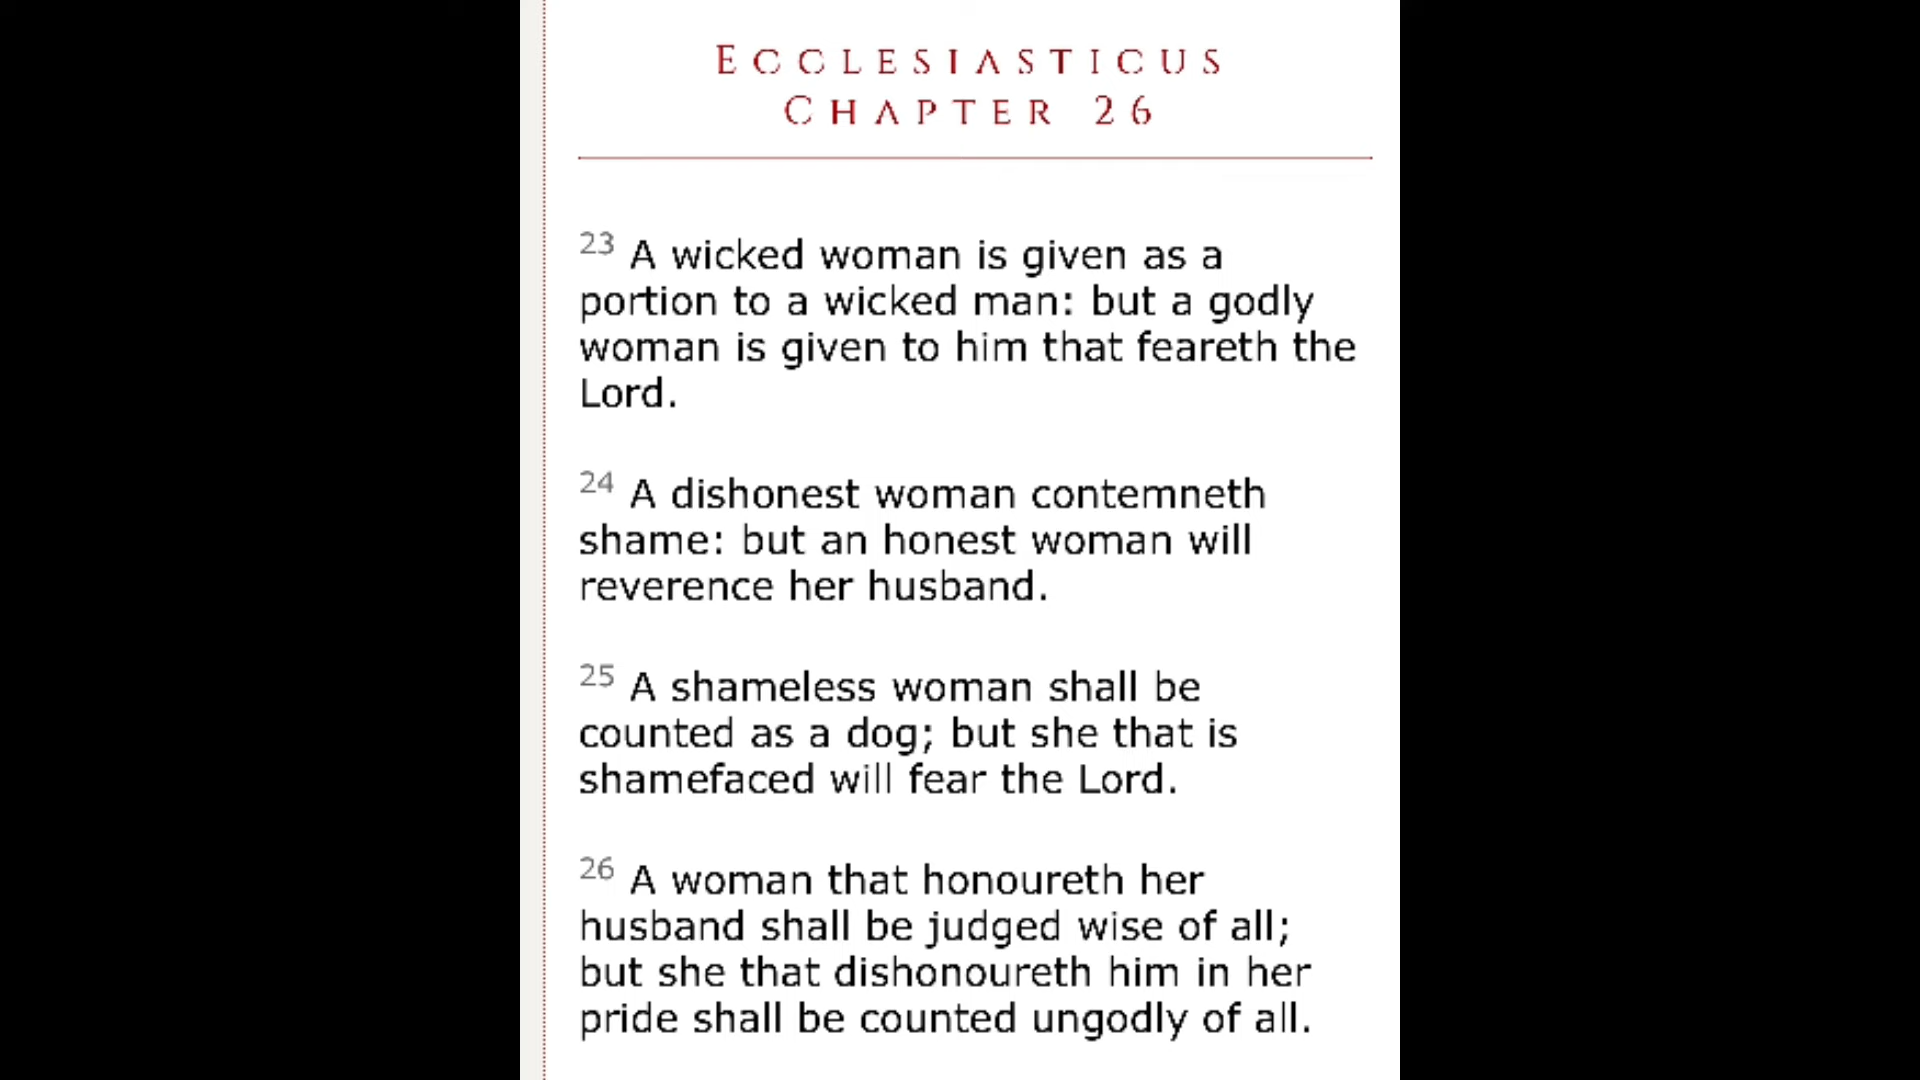 ECCLESIASTICUS
CHAPTER 26
23 A wicked woman is given as a
portion to a wicked man: but a godly
woman is given to him that feareth the
Lord.
24 A dishonest woman contemneth
shame: but an honest woman will
reverence her husband.
25 A shameless woman shall be
counted as a dog; but she that is
shamefaced will fear the Lord.
26 A woman that honoureth her
husband shall be judged wise of all;
but she that dishonoureth him in her
pride shall be counted ungodly of all.